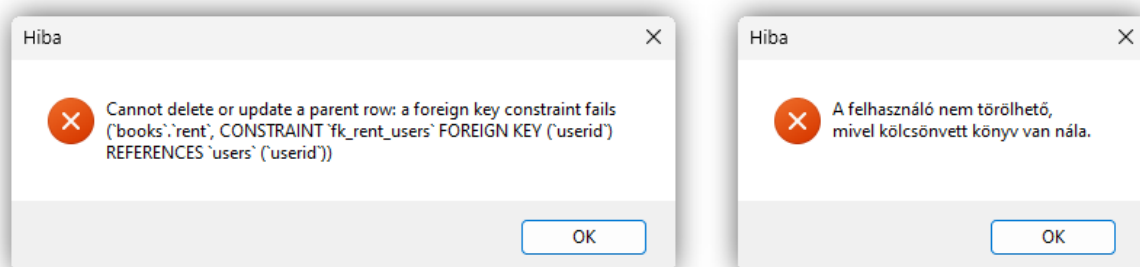 Hiba
Cannot delete or update a parent row: a foreign key constraint fails
(`books`.`rent`, CONSTRAINT `fk_rent_users` FOREIGN KEY (`userid`)
REFERENCES `users` (`userid`))
OK
Hiba
A felhasználó nem törölhető,
mivel kölcsönvett könyv van nála.
OK